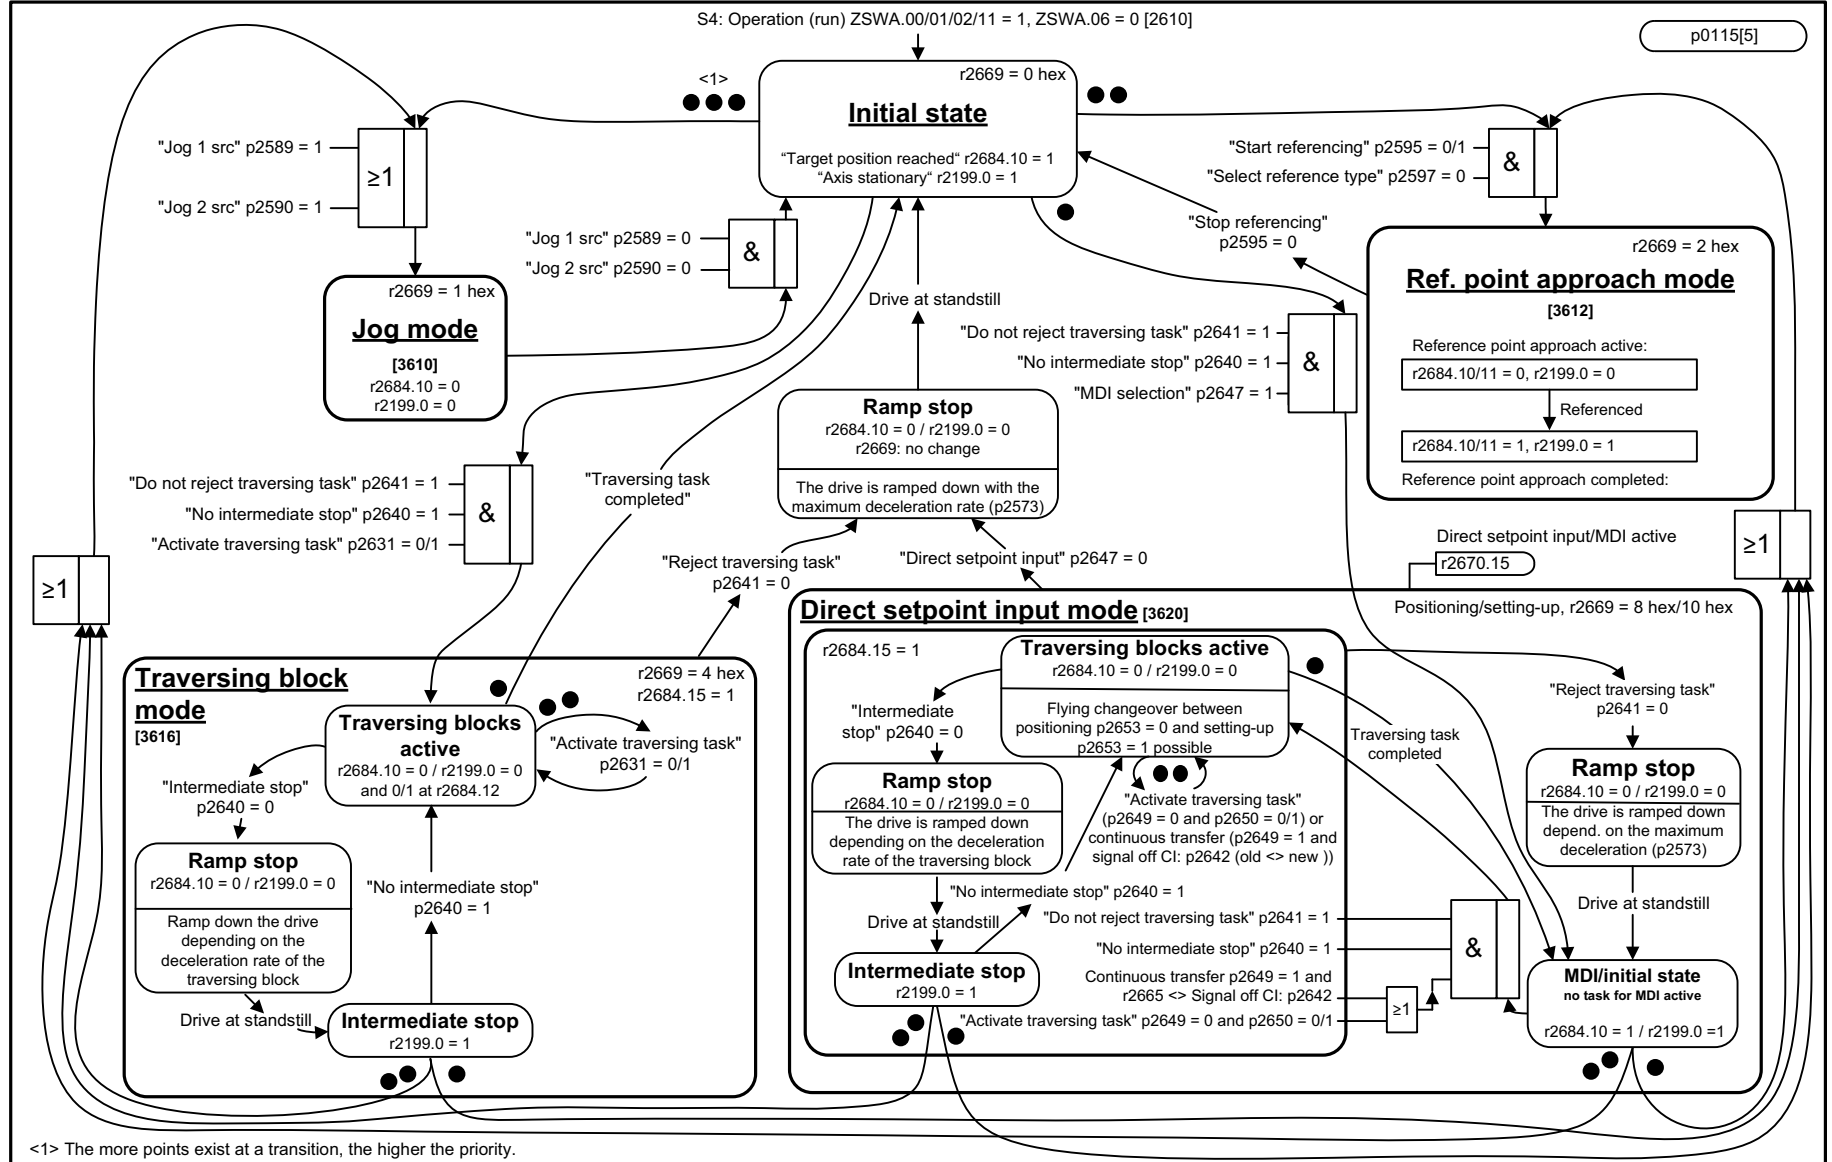 S4: Operation (run) ZSWA.00/01/02/11 = 1, ZSWA.06 = 0 [2610]
p0115[5]
<1>
r2669 = 0 hex
Initial state
“Target position reached“ r2684.10 = 1
“Axis stationary“ r2199.0 = 1
"Jog 1 src" p2589 = 1
≥1
"Jog 2 src" p2590 = 1
"Start referencing" p2595 = 0/1
&
"Select reference type" p2597 = 0
"Jog 1 src" p2589 = 0
&
"Jog 2 src" p2590 = 0
"Stop referencing"
p2595 = 0
r2669 = 1 hex
Jog mode
[3610]
r2684.10 = 0
r2199.0 = 0
r2669 = 2 hex
Ref. point approach mode
[3612]
Reference point approach active:
r2684.10/11 = 0, r2199.0 = 0
Referenced
r2684.10/11 = 1, r2199.0 = 1
Reference point approach completed:
Drive at standstill
"Do not reject traversing task" p2641 = 1
"No intermediate stop" p2640 = 1
&
"MDI selection" p2647 = 1
Ramp stop
r2684.10 = 0 / r2199.0 = 0
r2669: no change
The drive is ramped down with the
maximum deceleration rate (p2573)
"Do not reject traversing task" p2641 = 1
"No intermediate stop" p2640 = 1
&
"Activate traversing task" p2631 = 0/1
"Traversing task
completed"
"Reject traversing task"
p2641 = 0
"Direct setpoint input" p2647 = 0
Direct setpoint input/MDI active
r2670.15
≥1
≥1
Direct setpoint input mode [3620]
Positioning/setting-up, r2669 = 8 hex/10 hex
Traversing block
mode
[3616]
r2669 = 4 hex
r2684.15 = 1
Traversing blocks
active
r2684.10 = 0 / r2199.0 = 0
and 0/1 at r2684.12
"Activate traversing task"
p2631 = 0/1
"Intermediate stop"
p2640 = 0
Ramp stop
r2684.10 = 0 / r2199.0 = 0
Ramp down the drive
depending on the
deceleration rate of the
traversing block
"No intermediate stop"
p2640 = 1
Drive at standstill
Intermediate stop
r2199.0 = 1
r2684.15 = 1
Traversing blocks active
r2684.10 = 0 / r2199.0 = 0
Flying changeover between
positioning p2653 = 0 and setting-up
p2653 = 1 possible
"Intermediate
stop" p2640 = 0
Ramp stop
r2684.10 = 0 / r2199.0 = 0
The drive is ramped down
depending on the deceleration
rate of the traversing block
"Activate traversing task"
(p2649 = 0 and p2650 = 0/1) or
continuous transfer (p2649 = 1 and
signal off CI: p2642 (old <> new ))
"No intermediate stop" p2640 = 1
Drive at standstill
Intermediate stop
r2199.0 = 1
"Do not reject traversing task" p2641 = 1
"No intermediate stop" p2640 = 1
&
Continuous transfer p2649 = 1 and
r2665 <> Signal off CI: p2642
≥1
"Activate traversing task" p2649 = 0 and p2650 = 0/1
Traversing task
completed
"Reject traversing task"
p2641 = 0
Ramp stop
r2684.10 = 0 / r2199.0 = 0
The drive is ramped down
depend. on the maximum
deceleration (p2573)
Drive at standstill
MDI/initial state
no task for MDI active
r2684.10 = 1 / r2199.0 =1
<1> The more points exist at a transition, the higher the priority.